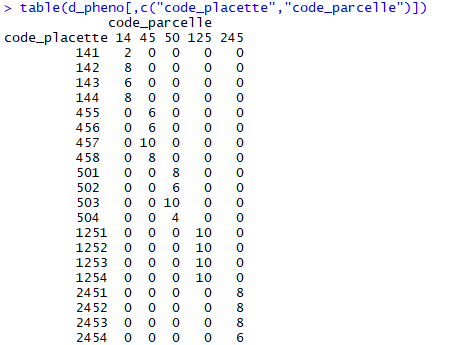 > table(d_pheno[,c("code_placette","code_parcelle")])
code_parcelle
code_placette 14 45 50 125 245
141 2 0 0 0 0
142 8 0 0 0 0
143 6 0 0 0 0
144 8 0 0 0 0
455 0 6 0 0 0
456 0 6 0 0 0
457 0 10 0 0 0
458 0 8 0 0 0
501 0 0 8 0 0
502 0 0 6 0 0
503 0 0 10 0 0
504 0 0 4 0 0
1251 0 0 0 10 0
1252 0 0 0 10 0
1253 0 0 0 10 0
1254 0 0 0 10 0
2451 0 0 0 0 8
2452 0 0 0 0 8
2453 0 0 0 0 8
2454 0 0 0 0 6